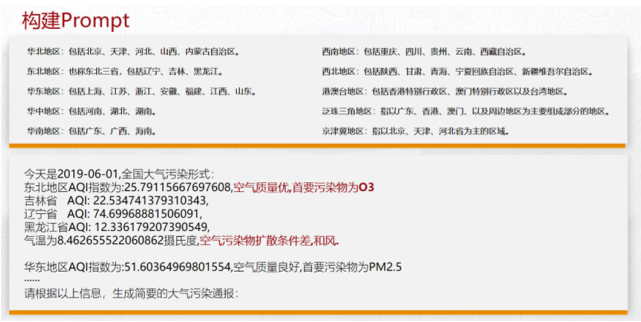 构建Prompt
华北地区：包括北京、天津、河北、山西、内蒙古自治区。
东北地区：也称东北三省，包括辽宁、吉林、黑龙江。
华东地区：包括上海、江苏、浙江、安徽、福建、江西、山东。
华中地区：包括河南、湖北、湖南。
华南地区：包括广东、广西、海南。
西南地区：包括重庆、四川、贵州、云南、西藏自治区。
西北地区：包括陕西、甘肃、青海、宁夏回族自治区、新疆维吾尔自治区。
港澳台地区：包括香港特别行政区、澳门特别行政区以及台湾地区。
泛珠三角地区：指以广东、香港、澳门、以及周边地区为主要组成部分的地区。
京津冀地区：指以北京、天津、河北省为主的区域。
今天是2019-06-01,全国大气污染形式：
东北地区AQI指数为:25.79115667697608,空气质量优,首要污染物为O3
吉林省 AQI: 22.534741379310343,
辽宁省 AQI: 74.69968881506091,
黑龙江省AQI: 12.336179207390549,
气温为8.462655522060862摄氏度,空气污染物扩散条件差,和风.
华东地区AQI指数为:51.60364969801554,空气质量良好,首要污染物为PM2.5
......
请根据以上信息，生成简要的大气污染通报：